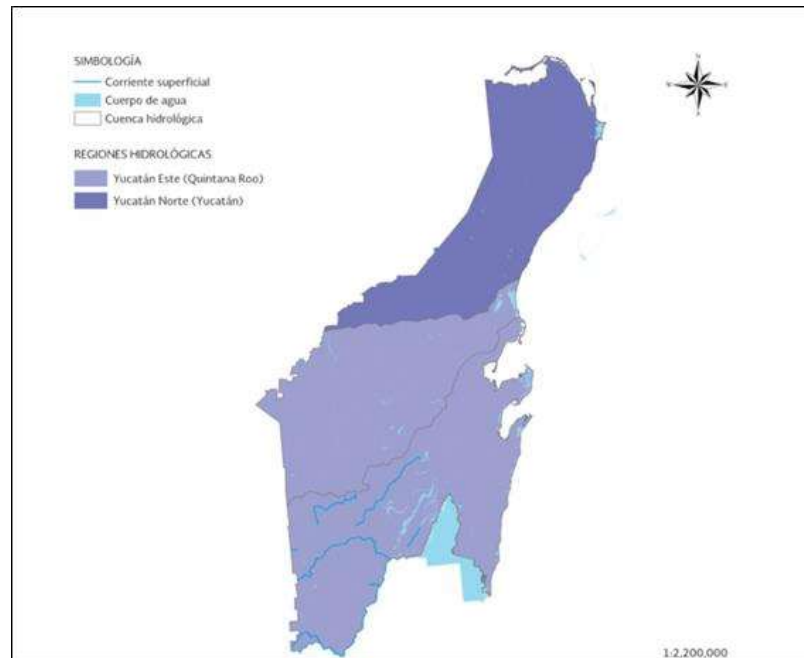 SIMBOLOGÍA
Corriente superficial
Cuerpo de agua
Cuenca hidrológica
REGIONES HIDROLÓGICAS
Yucatán Este (Quintana Roo)
Yucatán Norte (Yucatán)
N
1:2,200,000